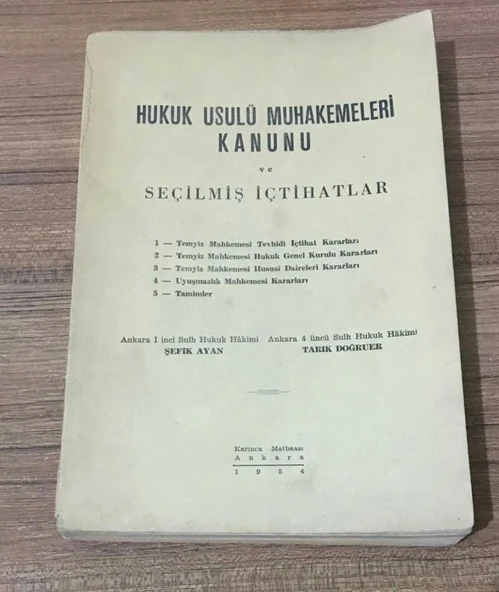 HUKUK USULÜ MUHAKEMELERİ
KANUNU
ve
SEÇİLMİŞ İÇTİHATLAR
1 — Temyiz Mahkemesi Tevhidi İçtihat Kararları
2 — Temyiz Mahkemesi Hukuk Genel Kurulu Kararları
3 — Temyiz Mahkemesi Hususi Daireleri Kararları
4 — Uyuşmazlık Mahkemesi Kararları
5 — Tamimler
Ankara 1 inci Sulh Hukuk Hâkimi Ankara 4 üncü Sulh Hukuk Hâkimi
ŞEFİK AYAN TARIK DOĞRUER
Karınca Matbaası
Ankara
1954